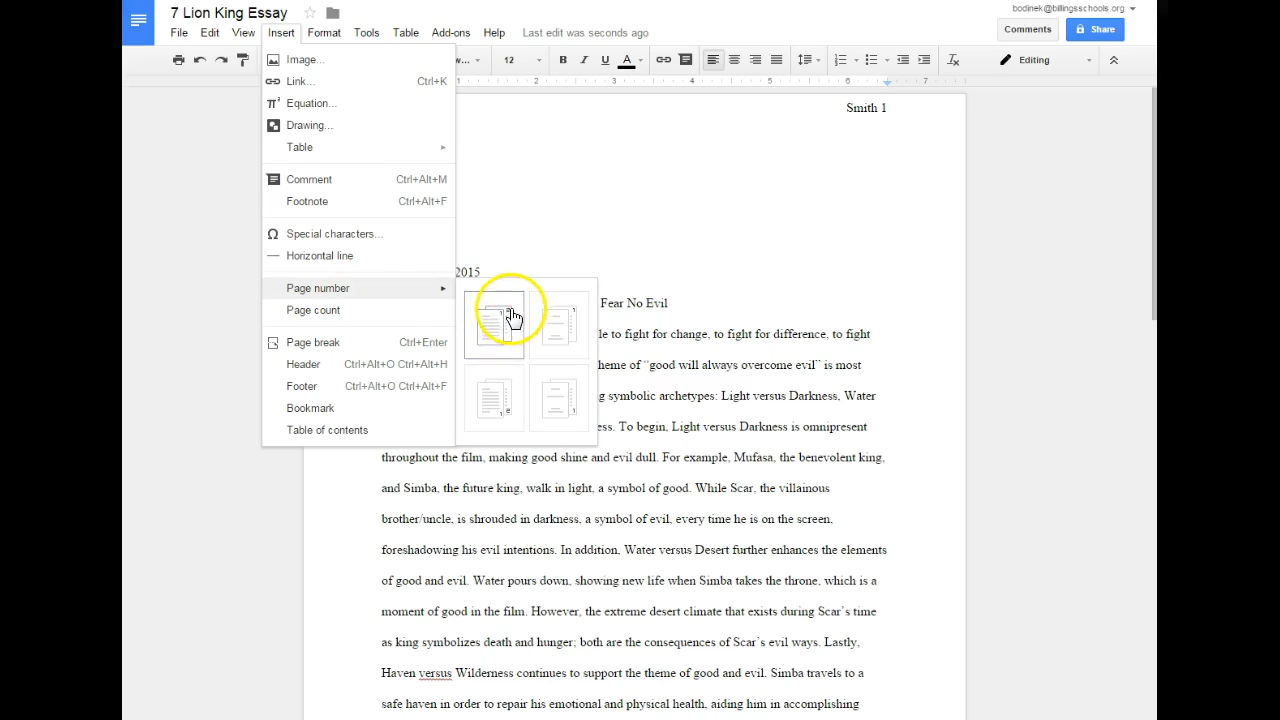 7 Lion King Essay
bodinek@billingsschools.org
File Edit View Insert Format Tools Table Add-ons Help Last edit was seconds ago
Comments Share
12 B I U A Editing
1 2 3 4 5 6 7
Image...
Link... Ctrl+K
Equation...
Drawing...
Table
Comment Ctrl+Alt+M
Footnote Ctrl+Alt+F
Special characters...
Horizontal line
Page number
Page count
Page break Ctrl+Enter
Header Ctrl+Alt+O Ctrl+Alt+H
Footer Ctrl+Alt+O Ctrl+Alt+F
Bookmark
Table of contents
Smith 1
2015
Fear No Evil
le to fight for change, to fight for difference, to fight
heme of “good will always overcome evil” is most
g symbolic archetypes: Light versus Darkness, Water
ess. To begin, Light versus Darkness is omnipresent
throughout the film, making good shine and evil dull. For example, Mufasa, the benevolent king,
and Simba, the future king, walk in light, a symbol of good. While Scar, the villainous
brother/uncle, is shrouded in darkness, a symbol of evil, every time he is on the screen,
foreshadowing his evil intentions. In addition, Water versus Desert further enhances the elements
of good and evil. Water pours down, showing new life when Simba takes the throne, which is a
moment of good in the film. However, the extreme desert climate that exists during Scar’s time
as king symbolizes death and hunger; both are the consequences of Scar’s evil ways. Lastly,
Haven versus Wilderness continues to support the theme of good and evil. Simba travels to a
safe haven in order to repair his emotional and physical health, aiding him in accomplishing